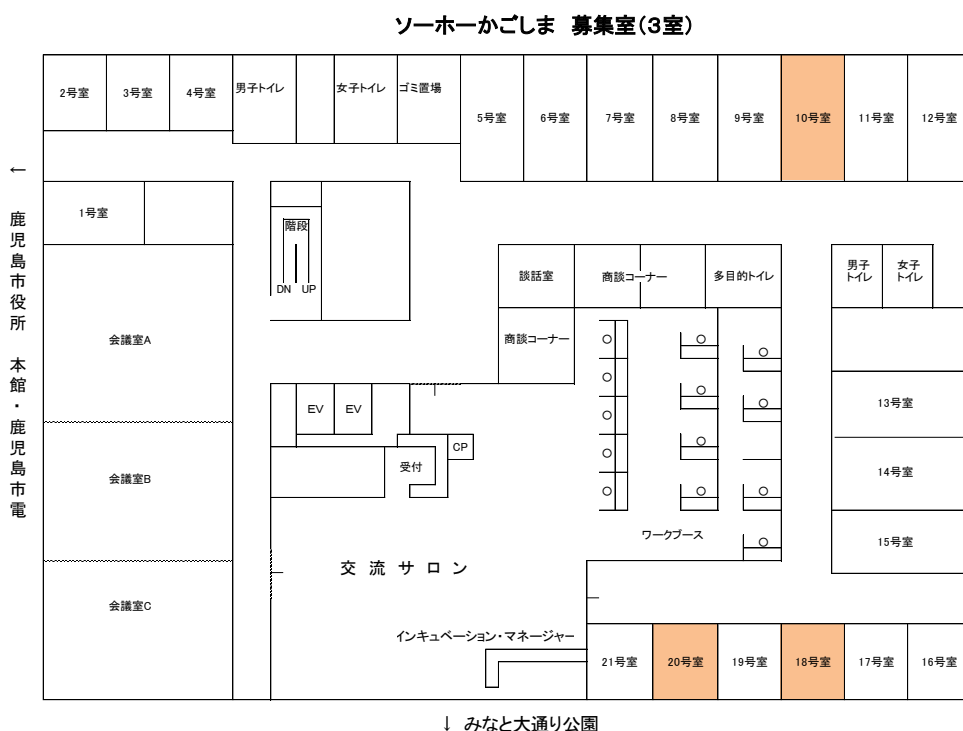 ソーホーかごしま 募集室(3室)
2号室
3号室
4号室
男子トイレ
女子トイレ
ゴミ置場
5号室
6号室
7号室
8号室
9号室
10号室
11号室
12号室
←
鹿児島市役所 本館・鹿児島市電
1号室
階段
DN UP
談話室
商談コーナー
多目的トイレ
男子
トイレ
女子
トイレ
会議室A
商談コーナー
13号室
EV
EV
受付
CP
14号室
会議室B
ワークブース
15号室
交流サロン
会議室C
インキュベーション・マネージャー
21号室
20号室
19号室
18号室
17号室
16号室
↓ みなと大通り公園